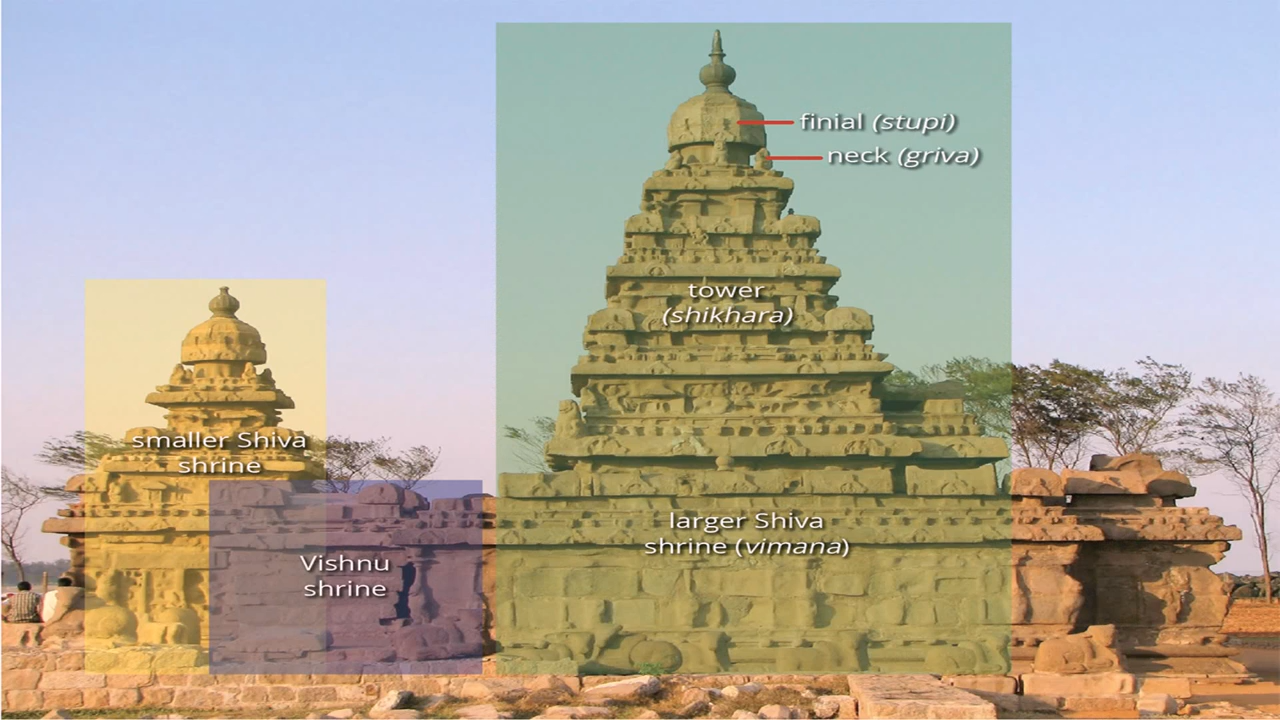 finial (stupi)
neck (griva)
tower
(shikhara)
smaller Shiva
shrine
larger Shiva
shrine (vimana)
Vishnu
shrine